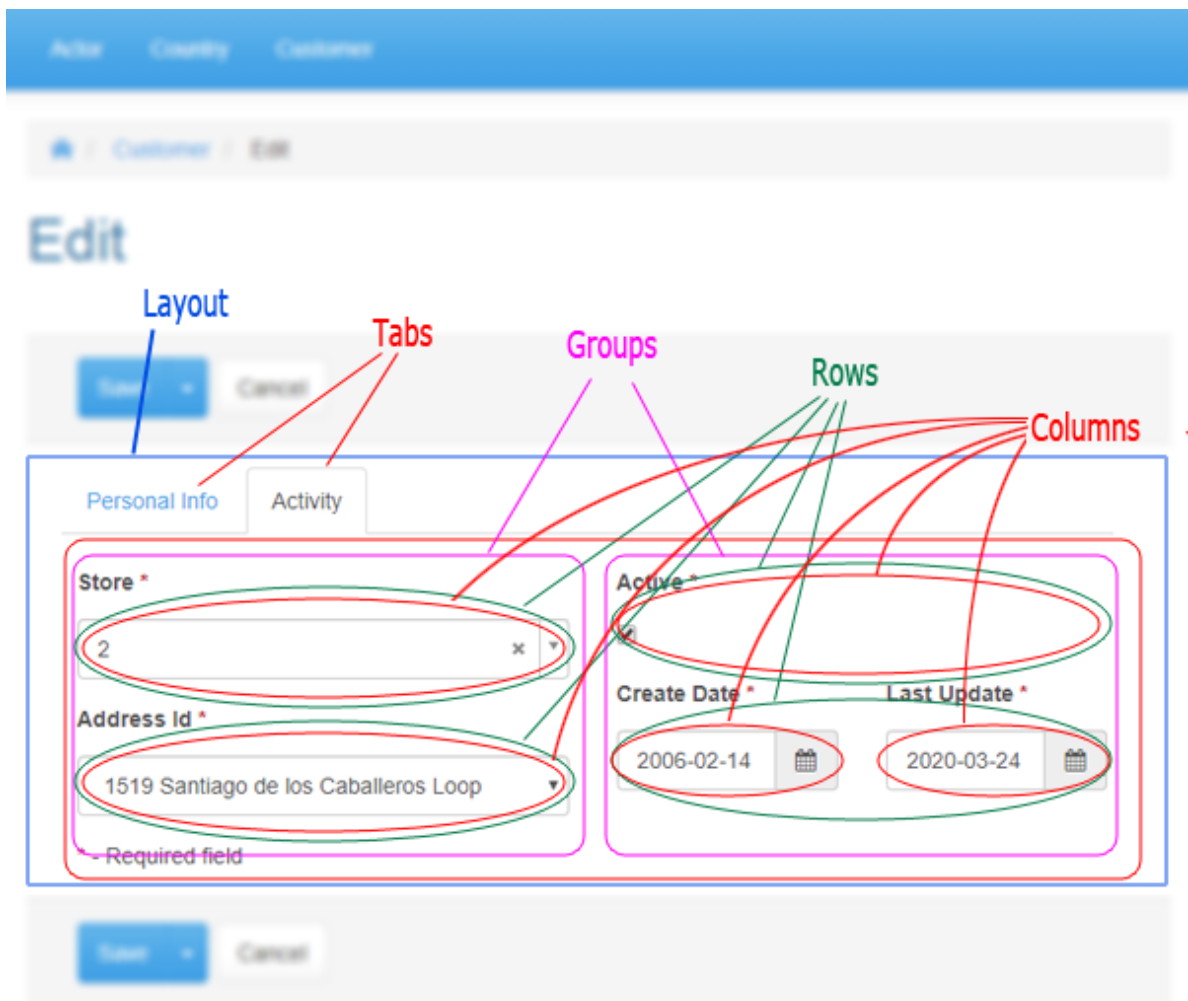 Actor Country Customer
/ Customer / Edit
Edit
Layout
Tabs
Groups
Rows
Columns
Save Cancel
Personal Info Activity
Store * Active *
2
Create Date * Last Update *
Address Id *
2006-02-14 2020-03-24
1519 Santiago de los Caballeros Loop
* - Required field
Save Cancel